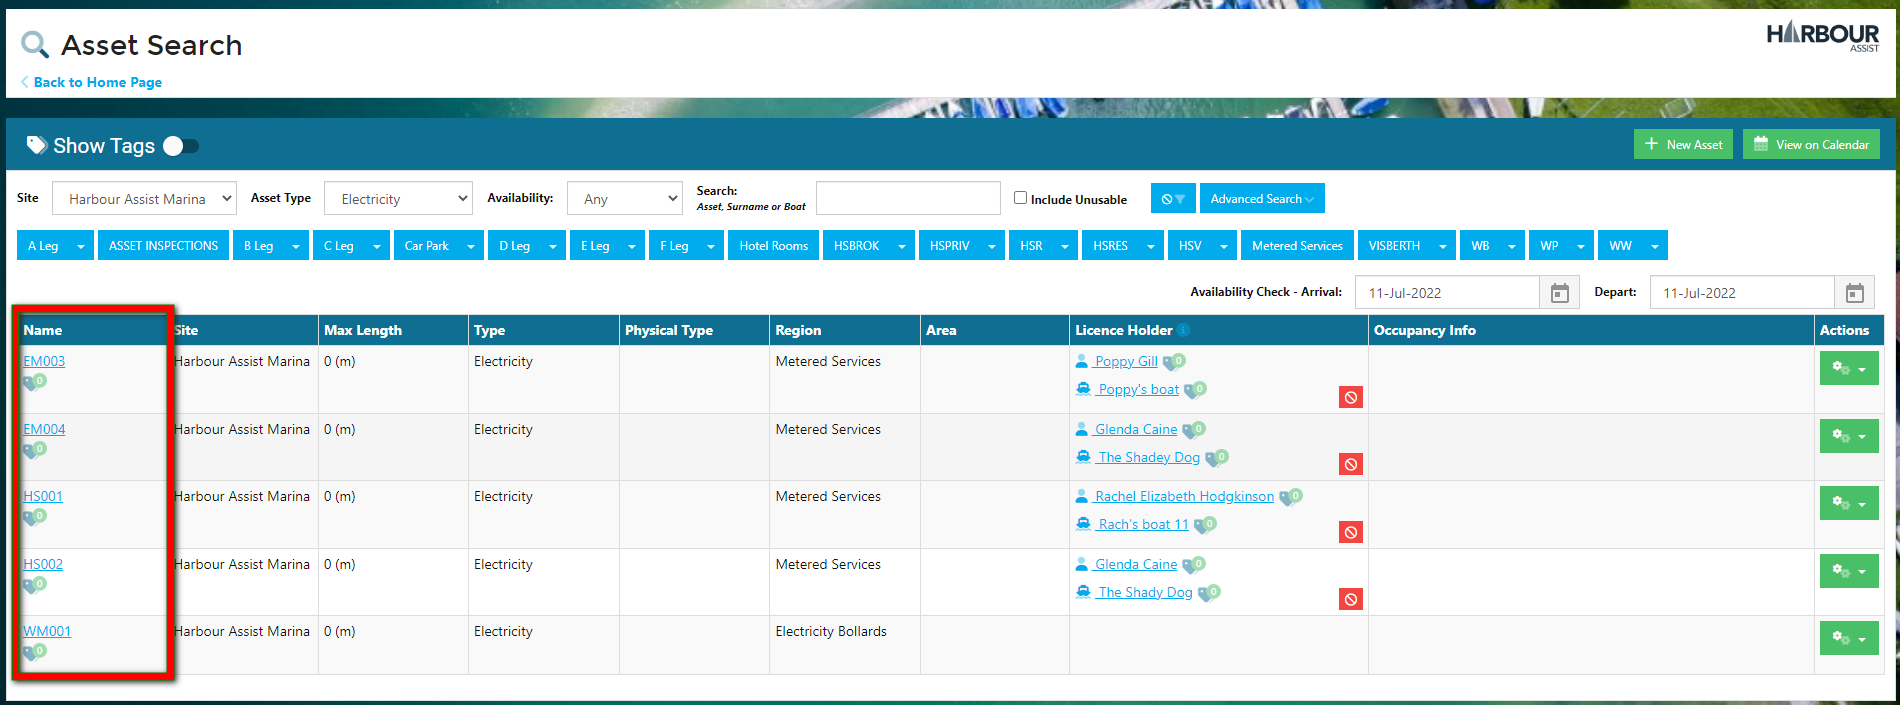 Asset Search
HARBOUR
ASSIST
Back to Home Page
Show Tags
New Asset
View on Calendar
Site
Harbour Assist Marina
Asset Type
Electricity
Availability:
Any
Search:
Asset, Surname or Boat
Include Unusable
Advanced Search
A Leg
ASSET INSPECTIONS
B Leg
C Leg
Car Park
D Leg
E Leg
F Leg
Hotel Rooms
HSBROK
HSPRIV
HSR
HSRES
HSV
Metered Services
VISBERTH
WB
WP
WW
Availability Check - Arrival:
11-Jul-2022
Depart:
11-Jul-2022
Name Site Max Length Type Physical Type Region Area Licence Holder Occupancy Info Actions
EM003 Harbour Assist Marina 0 (m) Electricity Metered Services Poppy Gill 0
0 Poppy's boat 0
EM004 Harbour Assist Marina 0 (m) Electricity Metered Services Glenda Caine 0
0 The Shadey Dog 0
HS001 Harbour Assist Marina 0 (m) Electricity Metered Services Rachel Elizabeth Hodgkinson 0
0 Rach's boat 11 0
HS002 Harbour Assist Marina 0 (m) Electricity Metered Services Glenda Caine 0
0 The Shady Dog 0
WM001 Harbour Assist Marina 0 (m) Electricity Electricity Bollards
0